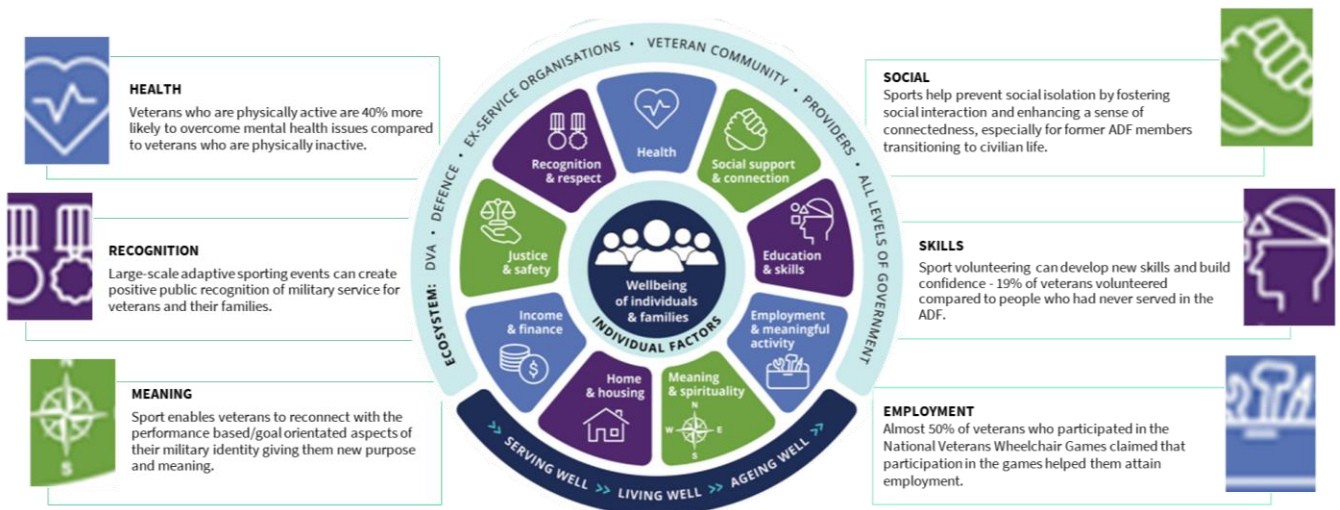 HEALTH
Veterans who are physically active are 40% more
likely to overcome mental health issues compared
to veterans who are physically inactive.
RECOGNITION
Large-scale adaptive sporting events can create
positive public recognition of military service for
veterans and their families.
MEANING
Sport enables veterans to reconnect with the
performance based/goal orientated aspects of
their military identity giving them new purpose
and meaning.
ECOSYSTEM: DVA • DEFENCE • EX-SERVICE ORGANISATIONS • VETERAN COMMUNITY • PROVIDERS • ALL LEVELS OF GOVERNMENT
Health
Social support
& connection
Education
& skills
Employment
& meaningful
activity
Meaning
& spirituality
N
W
E
S
Home
& housing
Income
& finance
$
Justice
& safety
Recognition
& respect
Wellbeing
of individuals
& families
INDIVIDUAL FACTORS
>> SERVING WELL >> LIVING WELL >> AGEING WELL >>
SOCIAL
Sports help prevent social isolation by fostering
social interaction and enhancing a sense of
connectedness, especially for former ADF members
transitioning to civilian life.
SKILLS
Sport volunteering can develop new skills and build
confidence - 19% of veterans volunteered
compared to people who had never served in the
ADF.
EMPLOYMENT
Almost 50% of veterans who participated in the
National Veterans Wheelchair Games claimed that
participation in the games helped them attain
employment.
N
S